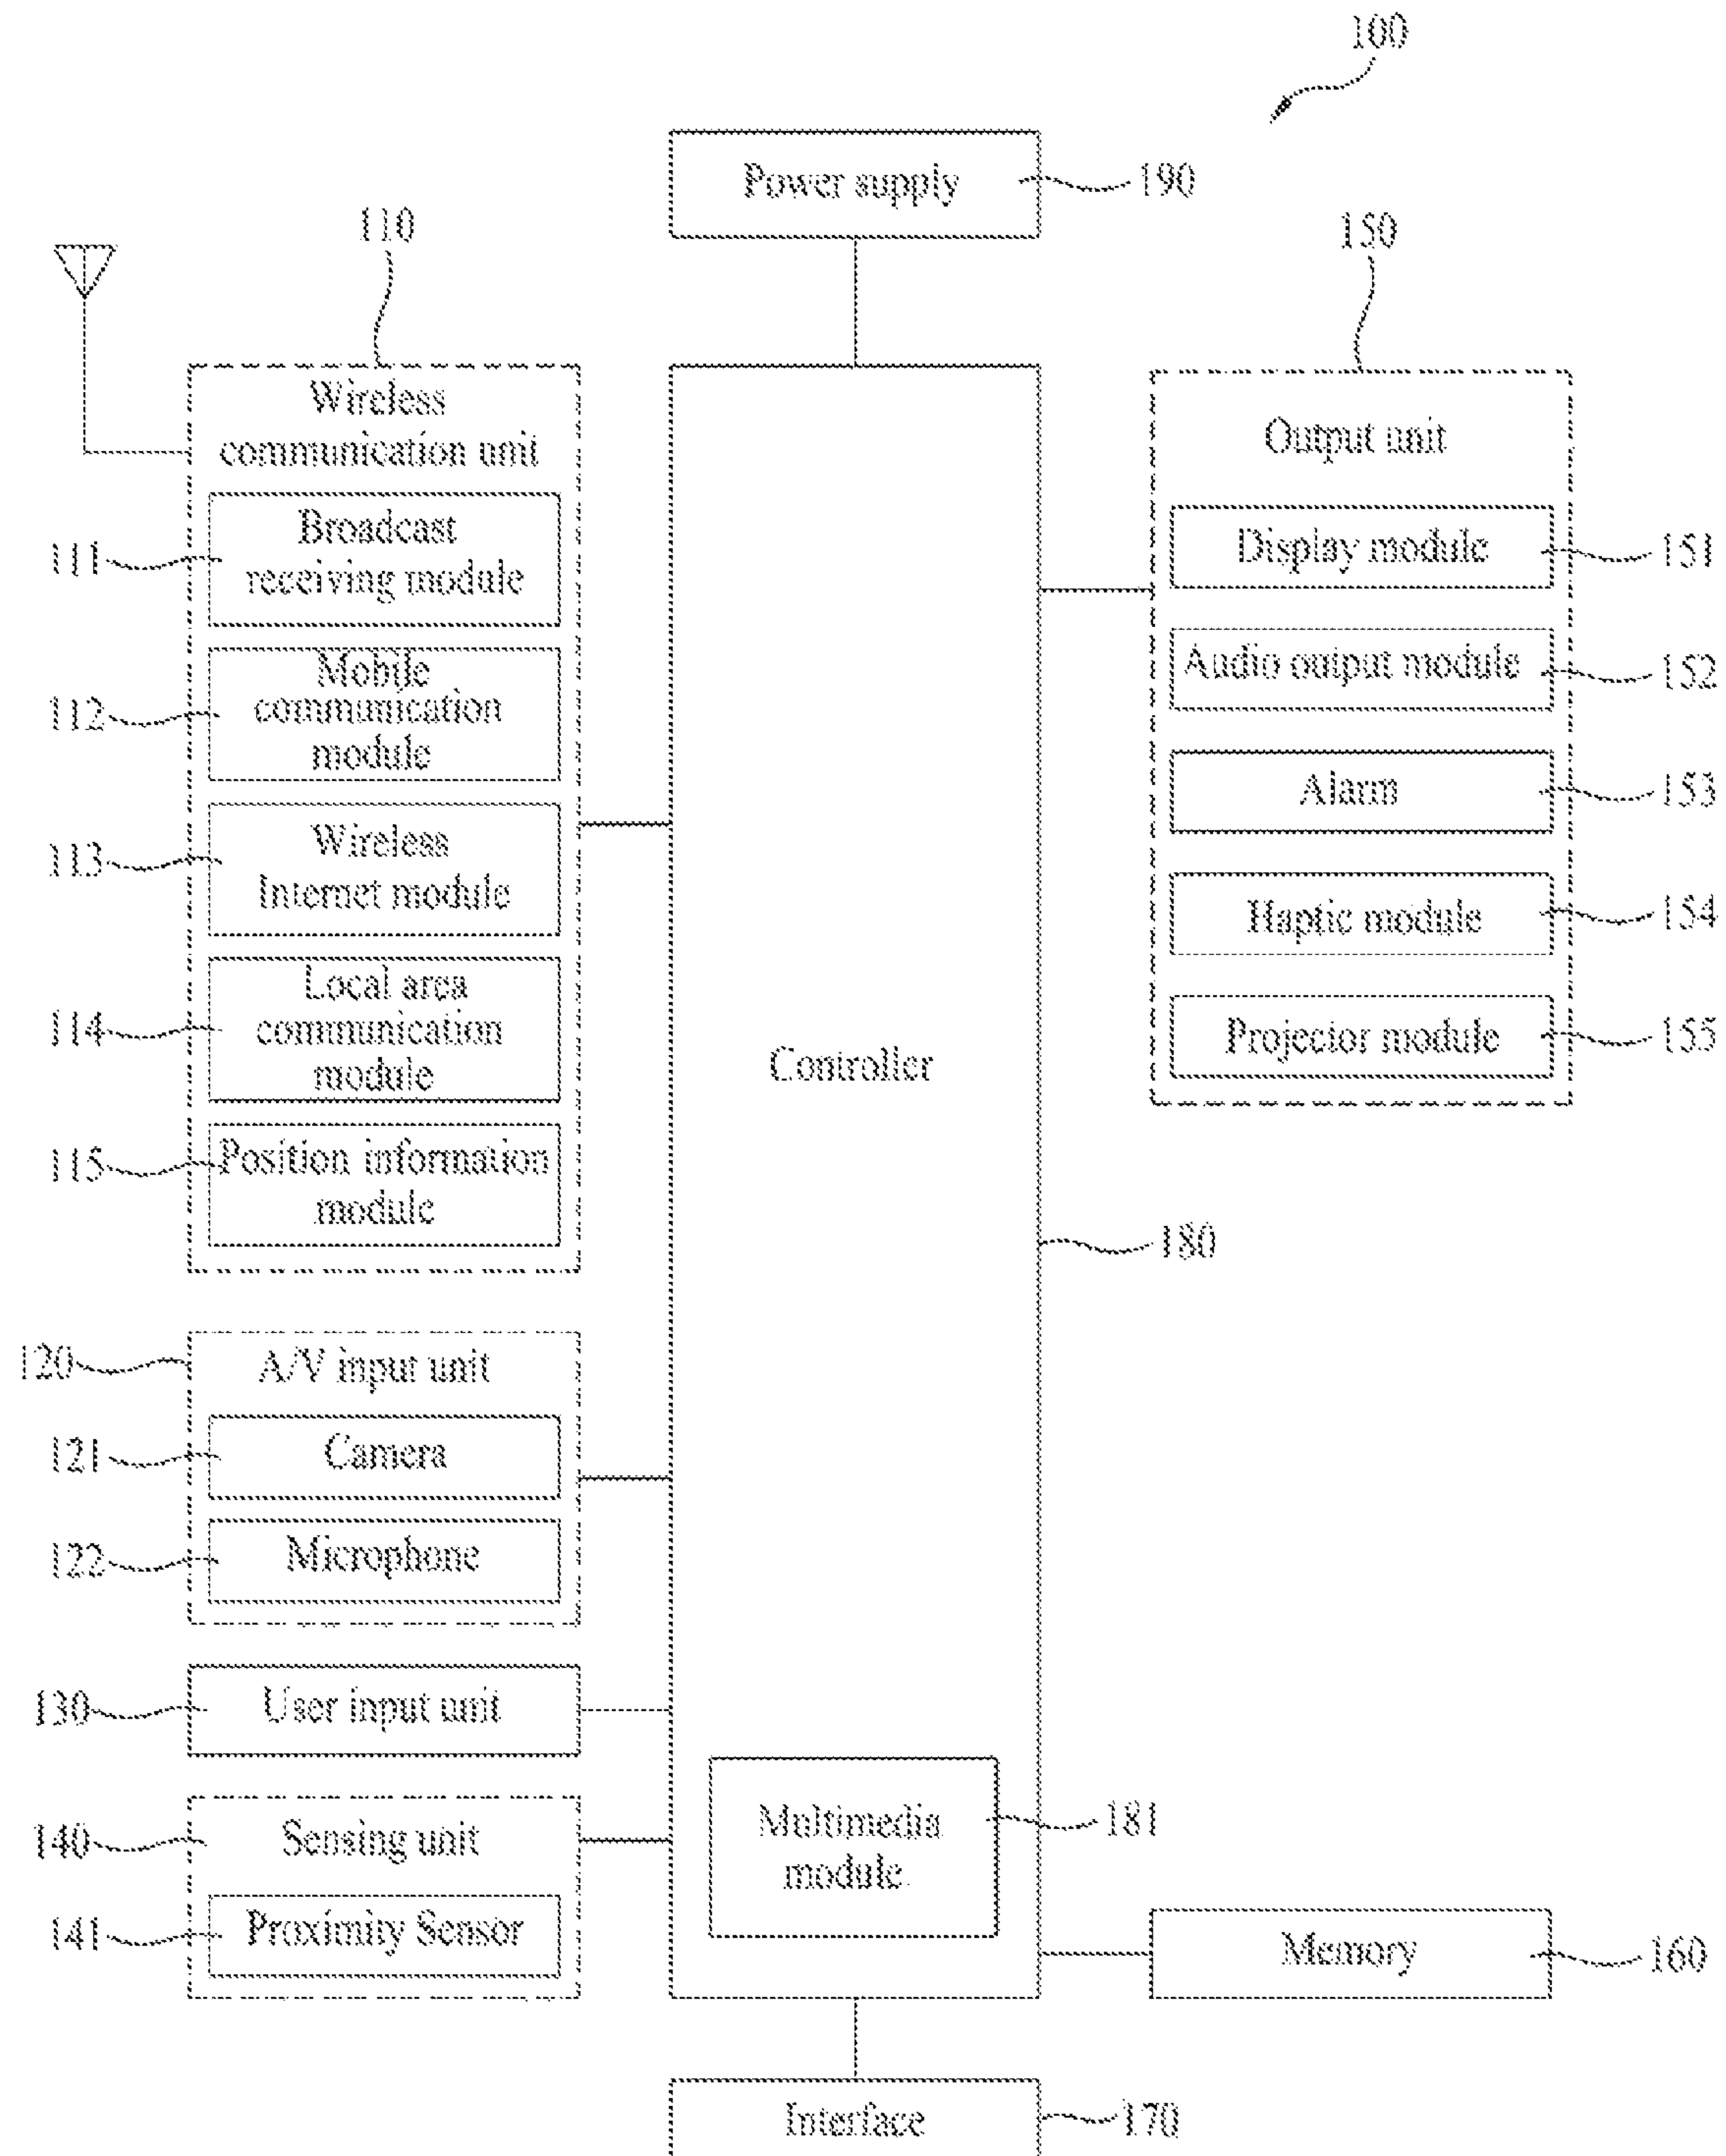 100
Power supply
190
110
150
Wireless
communication unit
Output unit
111
Broadcast
receiving module
Display module
151
112
Mobile
communication
module
Audio output module
152
113
Wireless
Internet module
Alarm
153
Haptic module
154
114
Local area
communication
module
Controller
Projector module
155
115
Position information
module
180
120
A/V input unit
121
Camera
122
Microphone
130
User input unit
140
Sensing unit
Multimedia
module
181
141
Proximity Sensor
Memory
160
Interface
170